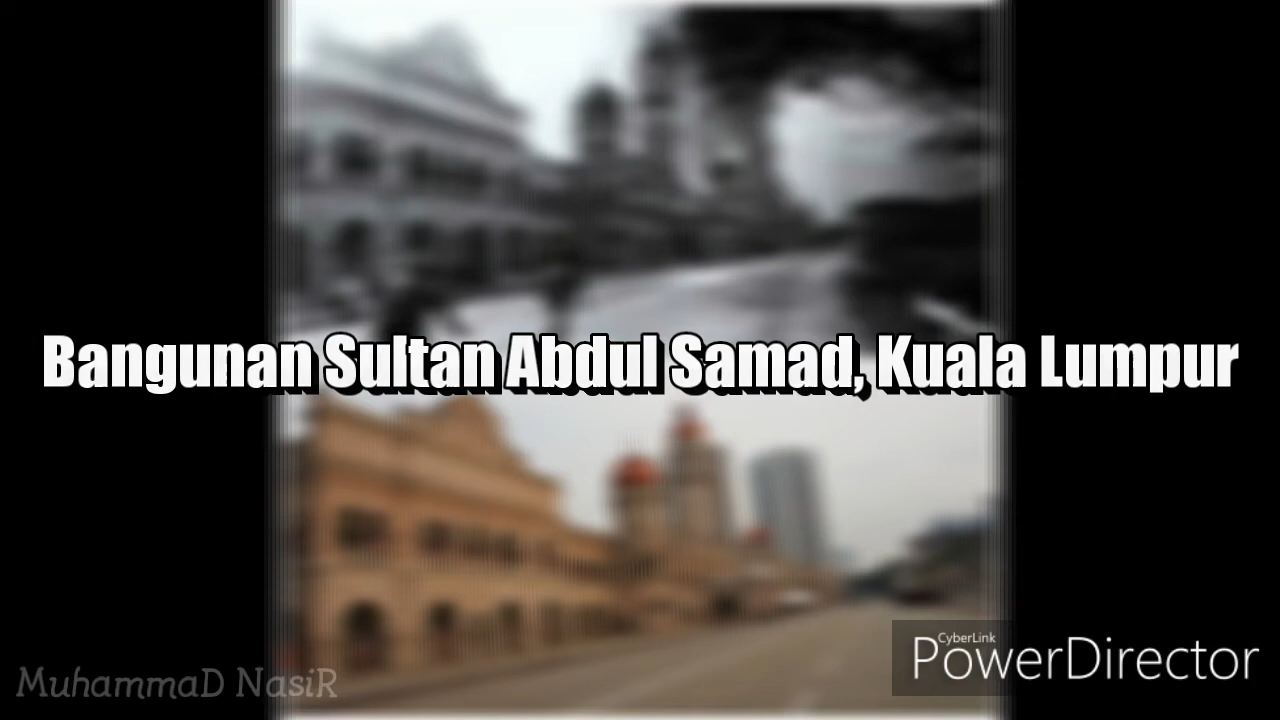 Bangunan Sultan Abdul Samad, Kuala Lumpur
CyberLink
PowerDirector
MuhammaD NasiR